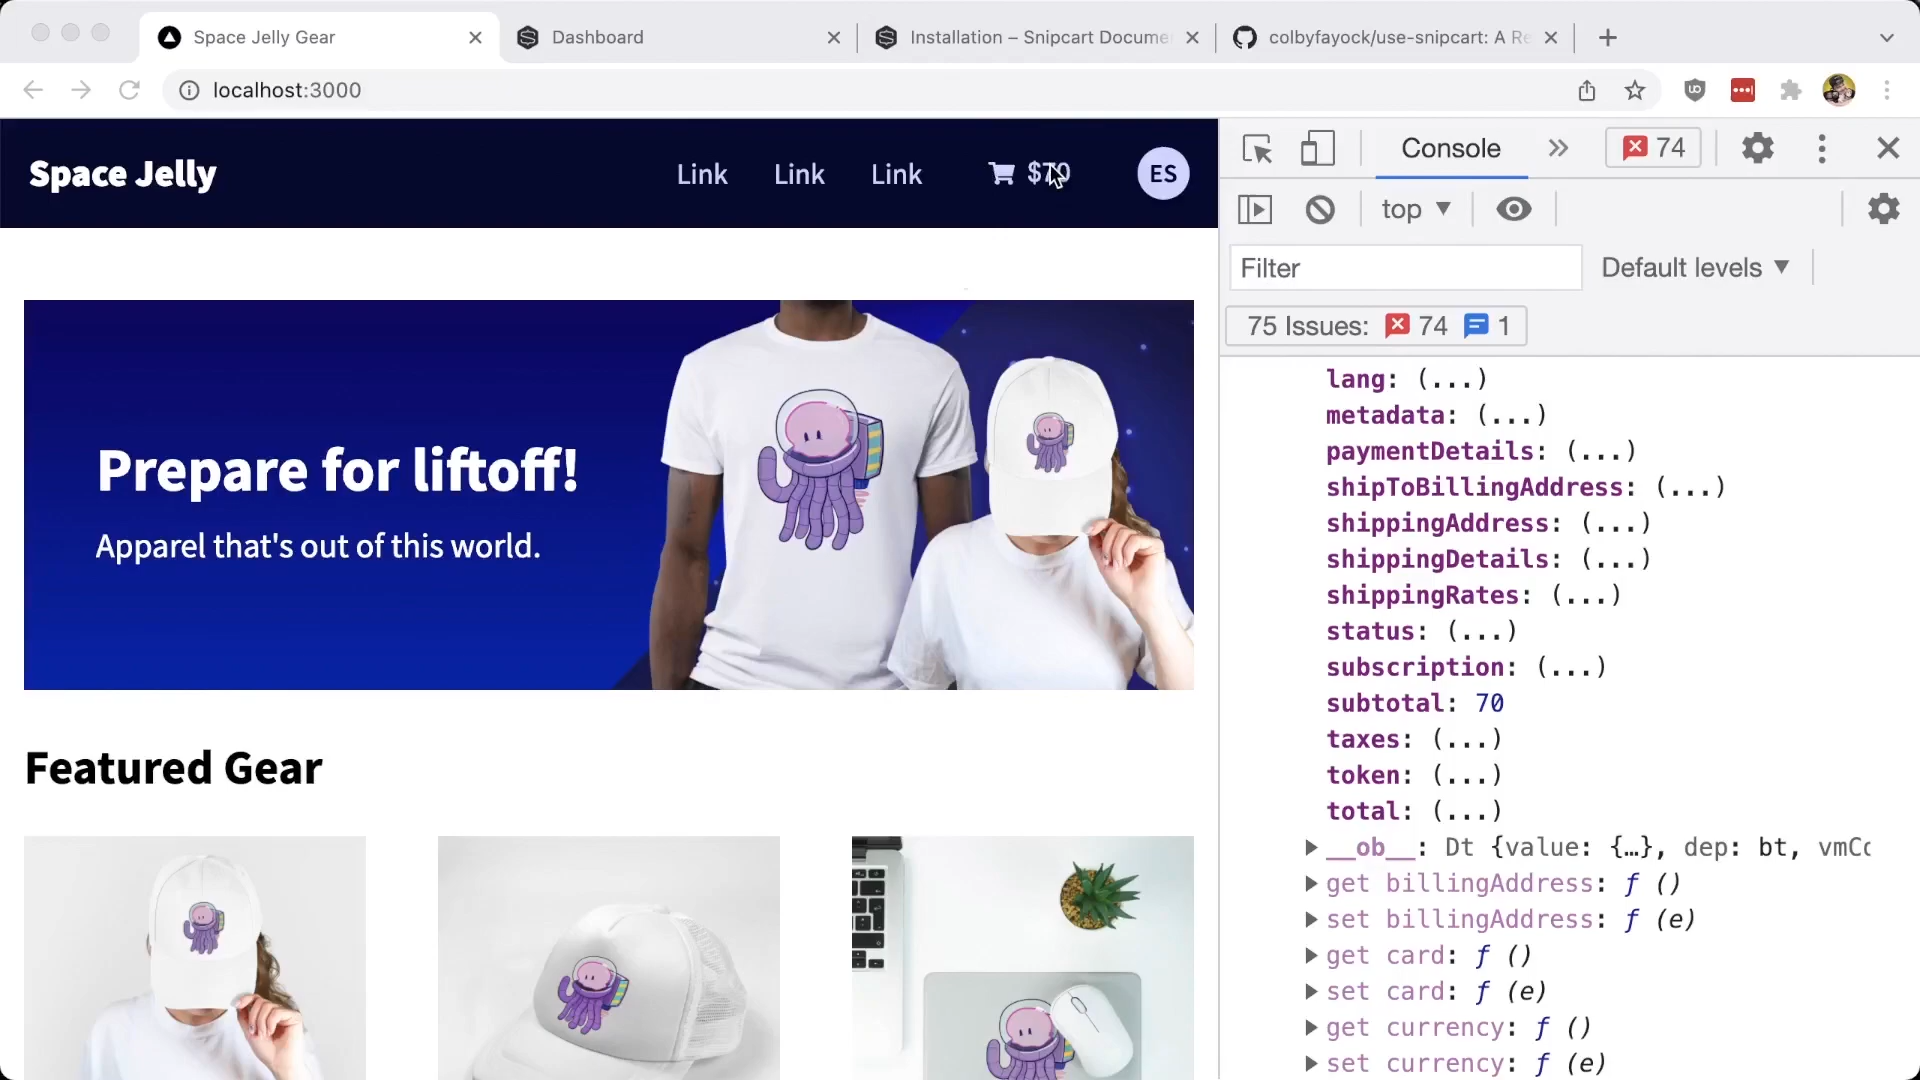 Space Jelly Gear
Dashboard
Installation – Snipcart Docume
colbyfayock/use-snipcart: A Re
localhost:3000
Space Jelly
Link
Link
Link
$70
ES
Prepare for liftoff!
Apparel that's out of this world.
Featured Gear
Console
74
top
Filter
Default levels
75 Issues: 74 1
lang: (...)
metadata: (...)
paymentDetails: (...)
shipToBillingAddress: (...)
shippingAddress: (...)
shippingDetails: (...)
shippingRates: (...)
status: (...)
subscription: (...)
subtotal: 70
taxes: (...)
token: (...)
total: (...)
__ob__: Dt {value: {…}, dep: bt, vmCo
get billingAddress: ƒ ()
set billingAddress: ƒ (e)
get card: ƒ ()
set card: ƒ (e)
get currency: ƒ ()
set currency: ƒ (e)